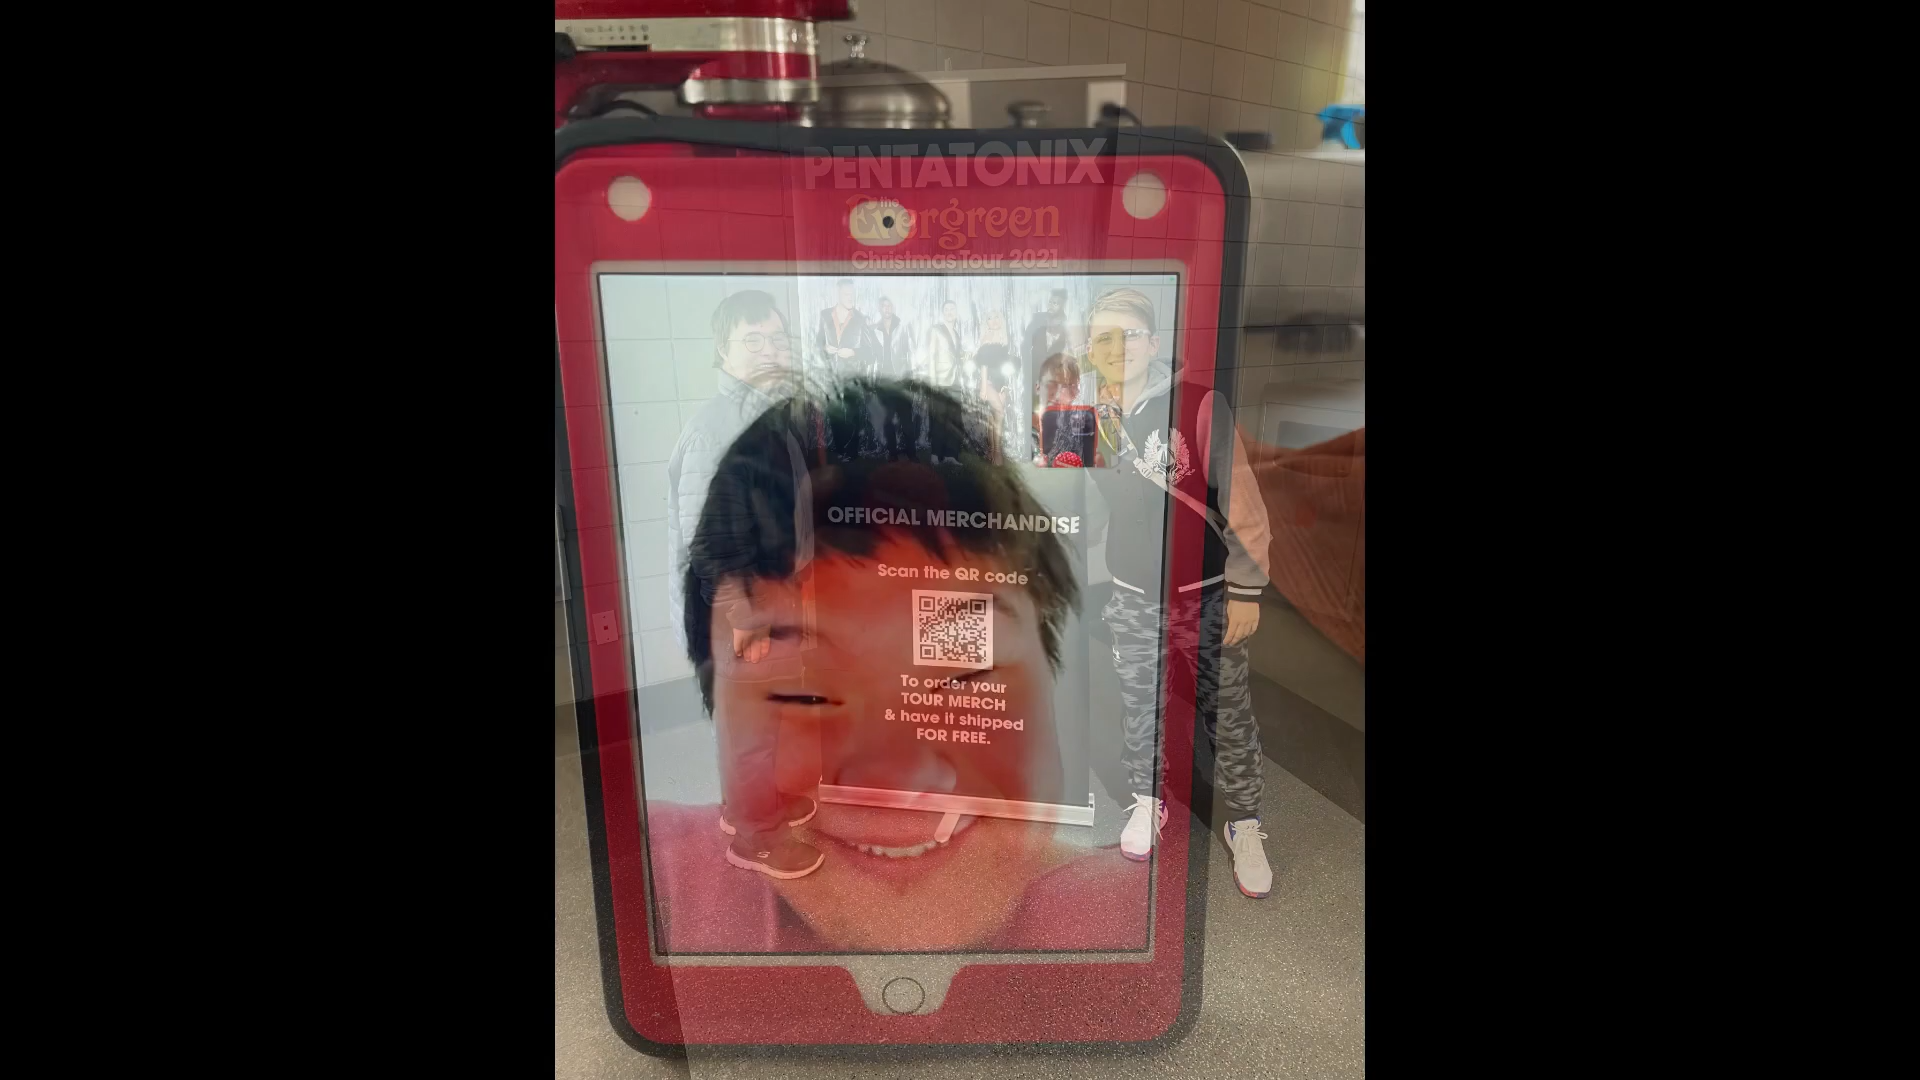 PENTATONIX
the
Evergreen
Christmas Tour 2021
OFFICIAL MERCHANDISE
Scan the QR code
To order your
TOUR MERCH
& have it shipped
FOR FREE.